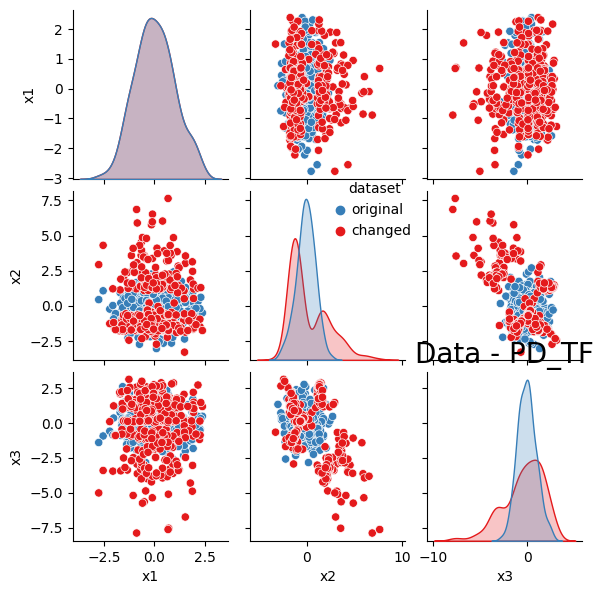 2
1
0
−1
−2
−3
x1
dataset
original
changed
7.5
5.0
2.5
0.0
−2.5
x2
Data - PD_TF
2.5
0.0
−2.5
−5.0
−7.5
x3
−2.5 0.0 2.5
0 10
−10 0
x1 x2 x3